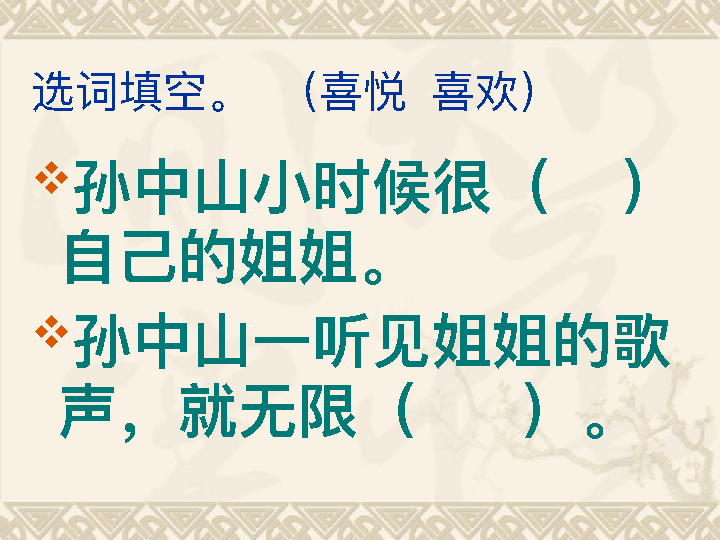 选词填空。 （喜悦 喜欢）
孙中山小时候很（ ）
自己的姐姐。
孙中山一听见姐姐的歌
声，就无限（ ）。